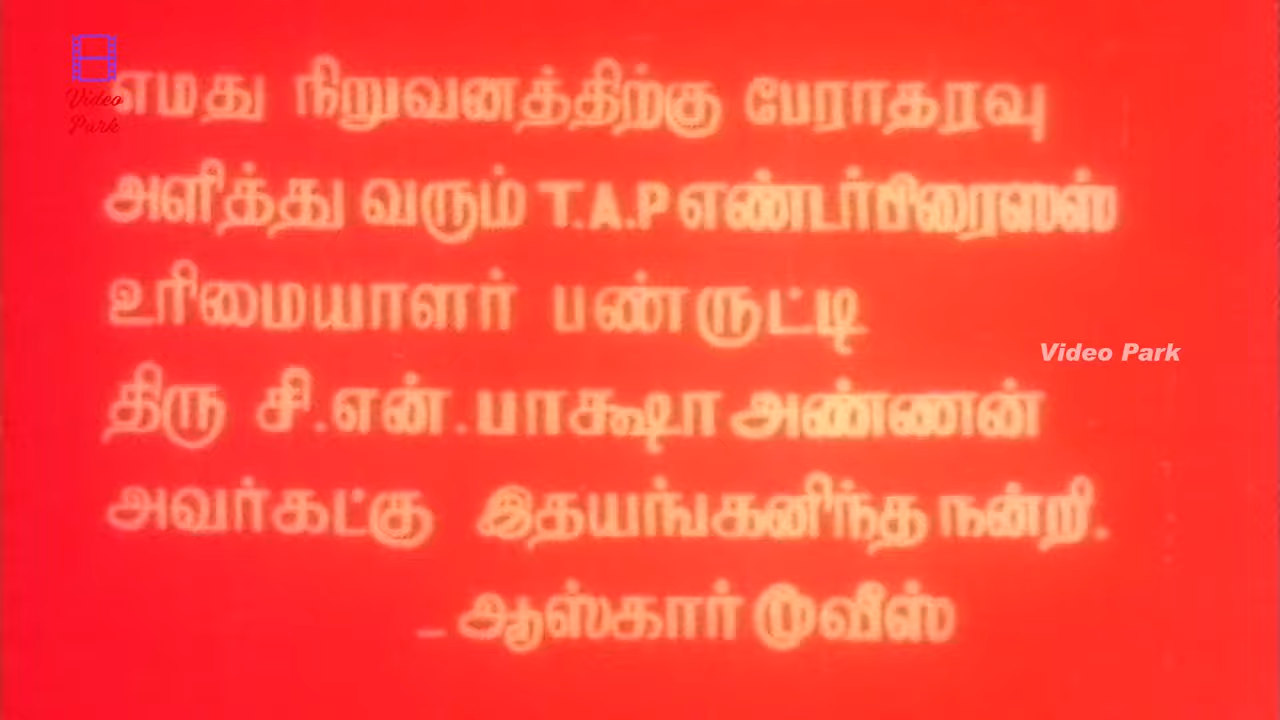 Video
Park
எமது நிறுவனத்திற்கு பேராதரவு
அளித்து வரும் T.A.P எண்டர்பிரைஸஸ்
உரிமையாளர் பண்ருட்டி
Video Park
திரு சி.என்.பாக்ஷா அண்ணன்
அவர்கட்கு இதயங்கனிந்த நன்றி.
_ ஆஸ்கார் மூவீஸ்